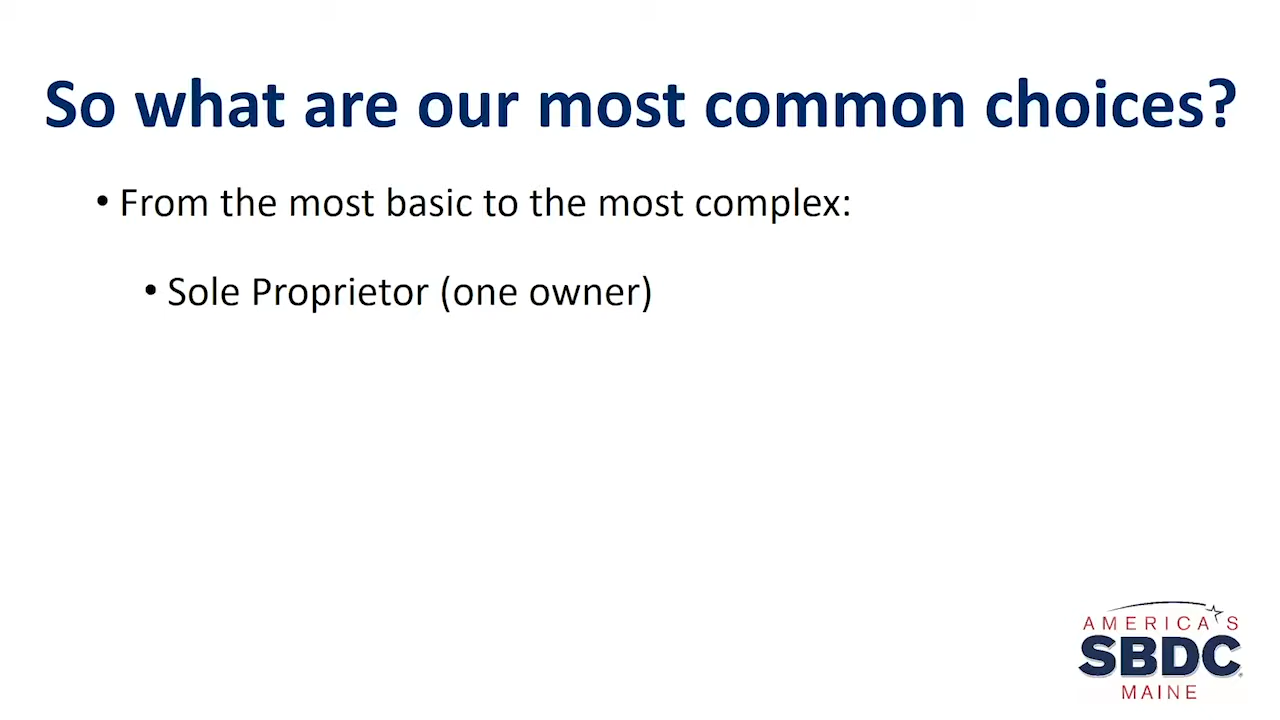 So what are our most common choices?
• From the most basic to the most complex:
• Sole Proprietor (one owner)
AMERICA'S
SBDC
MAINE